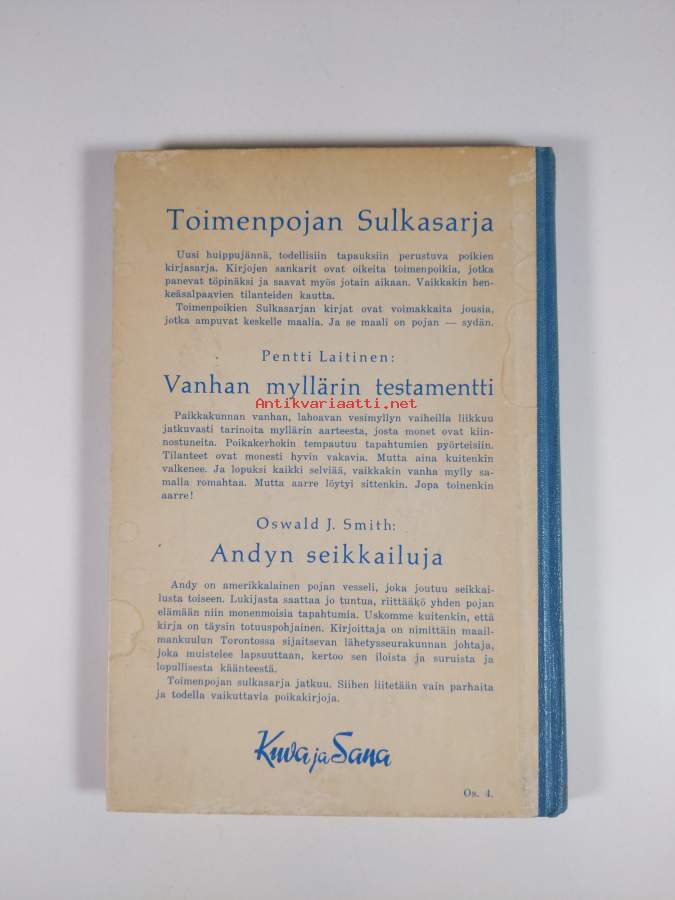 Toimenpojan Sulkasarja
Uusi huippujännä, todellisiin tapauksiin perustuva poikien
kirjasarja. Kirjojen sankarit ovat oikeita toimenpoikia, jotka
panevat töpinäksi ja saavat myös jotain aikaan. Vaikkakin hen-
keäsalpaavien tilanteiden kautta.
Toimenpoikien Sulkasarjan kirjat ovat voimakkaita jousia,
jotka ampuvat keskelle maalia. Ja se maali on pojan — sydän.
Pentti Laitinen:
Vanhan myllärin testamentti
Antikvariaatti.net
Paikkakunnan vanhan, lahoavan vesimyllyn vaiheilla liikkuu
jatkuvasti tarinoita myllärin aarteesta, josta monet ovat kiin-
nostuneita. Poikakerhokin tempautuu tapahtumien pyörteisiin.
Tilanteet ovat monesti hyvin vakavia. Mutta aina kuitenkin
valkenee. Ja lopuksi kaikki selviää, vaikkakin vanha mylly sa-
malla romahtaa. Mutta aarre löytyi sittenkin. Jopa toinenkin
aarre!
Oswald J. Smith:
Andyn seikkailuja
Andy on amerikkalainen pojan vesseli, joka joutuu seikkai-
lusta toiseen. Lukijasta saattaa jo tuntua, riittääkö yhden pojan
elämään niin monenmoisia tapahtumia. Uskomme kuitenkin, että
kirja on täysin totuuspohjainen. Kirjoittaja on nimittäin maail-
mankuulun Torontossa sijaitsevan lähetysseurakunnan johtaja,
joka muistelee lapsuuttaan, kertoo sen iloista ja suruista ja
lopullisesta käänteestä.
Toimenpojan sulkasarja jatkuu. Siihen liitetään vain parhaita
ja todella vaikuttavia poikakirjoja.
Kuva ja Sana
Os. 4.